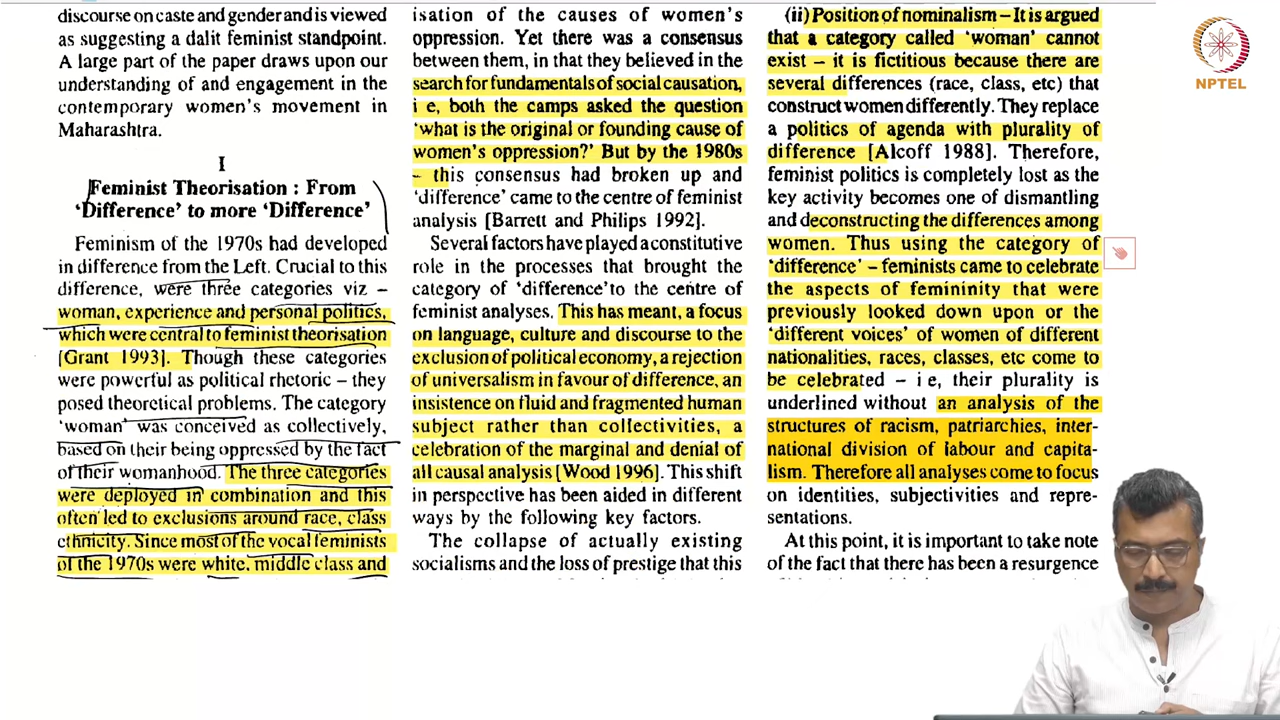 discourse on caste and gender and is viewed
as suggesting a dalit feminist standpoint.
A large part of the paper draws upon our
understanding of and engagement in the
contemporary women's movement in
Maharashtra.
I
Feminist Theorisation : From
'Difference' to more 'Difference'
Feminism of the 1970s had developed
in difference from the Left. Crucial to this
difference, were three categories viz –
woman, experience and personal politics,
which were central to feminist theorisation
[Grant 1993]. Though these categories
were powerful as political rhetoric – they
posed theoretical problems. The category
'woman' was conceived as collectively,
based on their being oppressed by the fact
of their womanhood. The three categories
were deployed in combination and this
often led to exclusions around race, class
ethnicity. Since most of the vocal feminists
of the 1970s were white, middle class and
isation of the causes of women's
oppression. Yet there was a consensus
between them, in that they believed in the
search for fundamentals of social causation,
i e, both the camps asked the question
'what is the original or founding cause of
women's oppression?' But by the 1980s
– this consensus had broken up and
'difference' came to the centre of feminist
analysis [Barrett and Philips 1992].
Several factors have played a constitutive
role in the processes that brought the
category of 'difference'to the centre of
feminist analyses. This has meant, a focus
on language, culture and discourse to the
exclusion of political economy, a rejection
of universalism in favour of difference, an
insistence on fluid and fragmented human
subject rather than collectivities, a
celebration of the marginal and denial of
all causal analysis [Wood 1996]. This shift
in perspective has been aided in different
ways by the following key factors.
The collapse of actually existing
socialisms and the loss of prestige that this
(ii) Position of nominalism – It is argued
that a category called 'woman' cannot
exist – it is fictitious because there are
several differences (race, class, etc) that
construct women differently. They replace
a politics of agenda with plurality of
difference [Alcoff 1988]. Therefore,
feminist politics is completely lost as the
key activity becomes one of dismantling
and deconstructing the differences among
women. Thus using the category of
'difference' – feminists came to celebrate
the aspects of femininity that were
previously looked down upon or the
'different voices' of women of different
nationalities, races, classes, etc come to
be celebrated – i e, their plurality is
underlined without an analysis of the
structures of racism, patriarchies, inter-
national division of labour and capita-
lism. Therefore all analyses come to focus
on identities, subjectivities and repre-
sentations.
At this point, it is important to take note
of the fact that there has been a resurgence
NPTEL